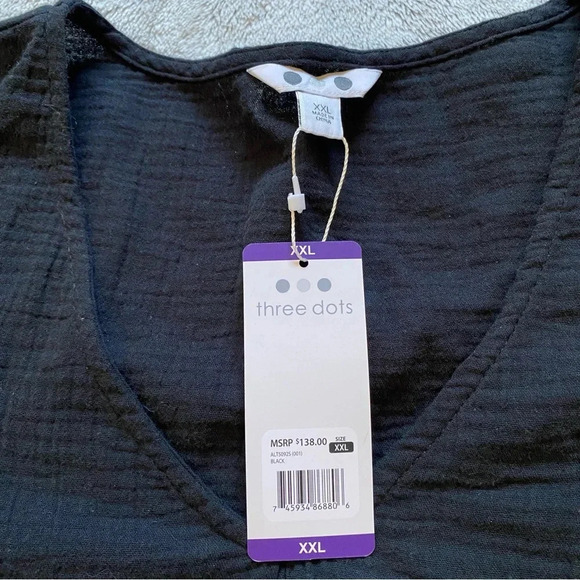 XXL
MADE IN
CHINA
XXL
three dots
MSRP $138.00
SIZE
XXL
ALT50925 (001)
BLACK
7 45934 86880 6
XXL